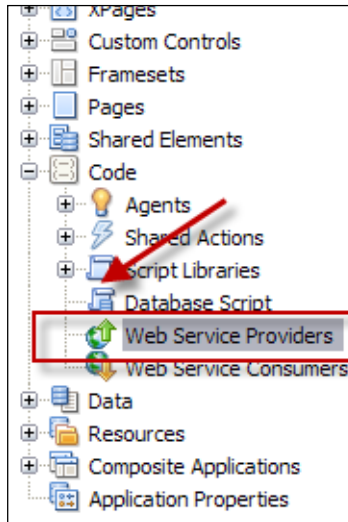 XPages
Custom Controls
Framesets
Pages
Shared Elements
Code
Agents
Shared Actions
Script Libraries
Database Script
Web Service Providers
Web Service Consumers
Data
Resources
Composite Applications
Application Properties